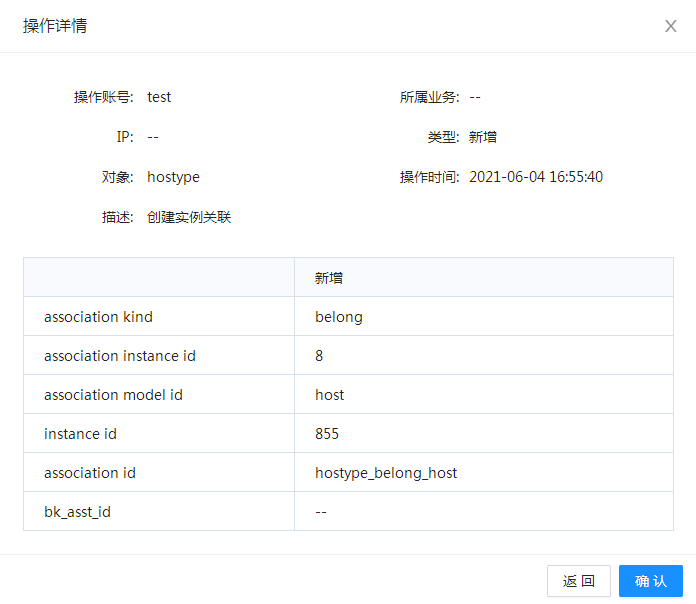 操作详情
操作账号: test 所属业务: --
IP: -- 类型: 新增
对象: hostype 操作时间: 2021-06-04 16:55:40
描述: 创建实例关联
新增
association kind belong
association instance id 8
association model id host
instance id 855
association id hostype_belong_host
bk_asst_id --
返 回 确 认